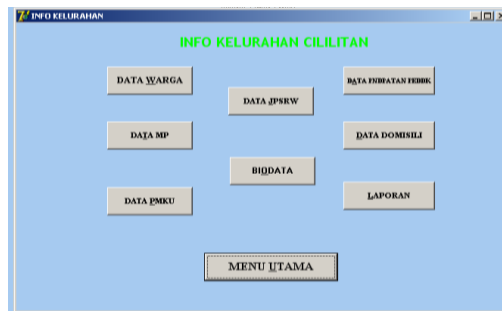 INFO KELURAHAN
INFO KELURAHAN CILILITAN
DATA WARGA
DATA JPSRW
DATA
DATA MP
DATA DOMISILI
BIODATA
DATA PMKU
LAPORAN
MENU UTAMA